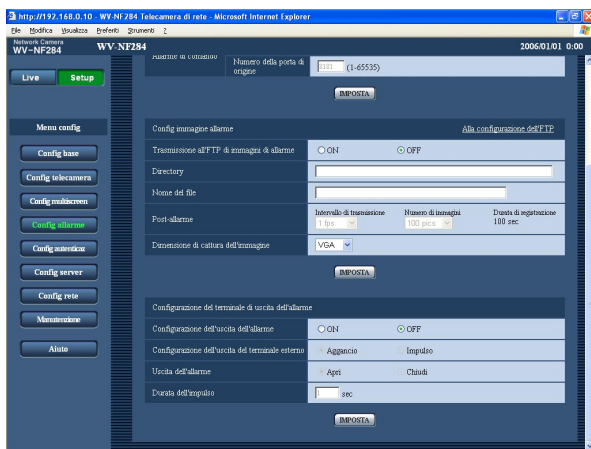 http://192.168.0.10 - WV-NF284 Telecamera di rete - Microsoft Internet Explorer
File Modifica Visualizza Preferiti Strumenti ?
Network Camera
WV-NF284
WV-NF284
2006/01/01 0:00
Live
Setup
Allarme di comando
Numero della porta di origine
8181 (1-65535)
IMPOSTA
Menu config
Config base
Config telecamera
Config multiscreen
Config allarme
Config autenticaz
Config server
Config rete
Manutenzione
Aiuto
Config immagine allarme
Alla configurazione dell'FTP
Trasmissione all'FTP di immagini di allarme
ON
OFF
Directory
Nome del file
Post-allarme
Intervallo di trasmissione
Numero di immagini
Durata di registrazione
1 fps
100 pics
100 sec
Dimensione di cattura dell'immagine
VGA
IMPOSTA
Configurazione del terminale di uscita dell'allarme
Configurazione dell'uscita dell'allarme
ON
OFF
Configurazione dell'uscita del terminale esterno
Aggancio
Impulso
Uscita dell'allarme
Apri
Chiudi
Durata dell'impulso
1 sec
IMPOSTA